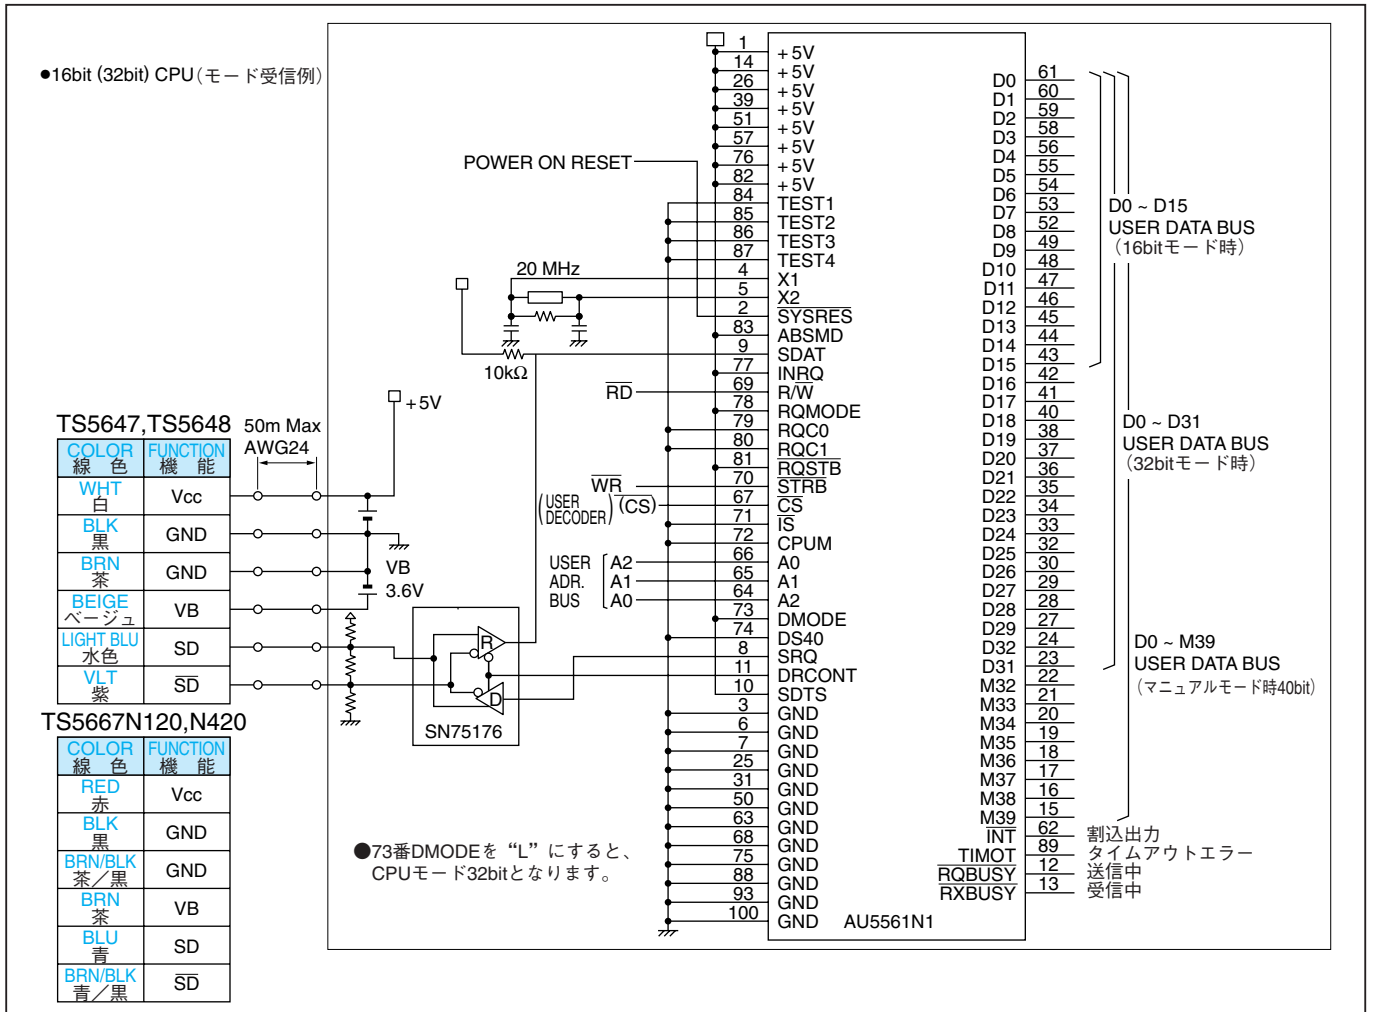 ●16bit (32bit) CPU(モード受信例)
POWER ON RESET
20 MHz
10kΩ
+5V
RD
WR
(USER DECODER)
(CS)
USER ADR. BUS
A2
A1
A0
TS5647,TS5648
50m Max
AWG24
COLOR 線 色
FUNCTION 機 能
WHT 白
Vcc
BLK 黒
GND
BRN 茶
GND
BEIGE ベージュ
VB
LIGHT BLU 水色
SD
VLT 紫
SD
VB
3.6V
R
D
SN75176
TS5667N120,N420
COLOR 線 色
FUNCTION 機 能
RED 赤
Vcc
BLK 黒
GND
BRN/BLK 茶/黒
GND
BRN 茶
VB
BLU 青
SD
BRN/BLK 青/黒
SD
●73番DMODEを“L”にすると、
CPUモード32bitとなります。
1 +5V
14 +5V
26 +5V
39 +5V
51 +5V
57 +5V
76 +5V
82 +5V
84 TEST1
85 TEST2
86 TEST3
87 TEST4
4 X1
5 X2
2 SYSRES
83 ABSMD
9 SDAT
77 INRQ
69 R/W
78 RQMODE
79 RQC0
80 RQC1
81 RQSTB
70 STRB
67 CS
71 IS
72 CPUM
66 A0
65 A1
64 A2
73 DMODE
74 DS40
8 SRQ
11 DRCONT
10 SDTS
3 GND
6 GND
7 GND
25 GND
31 GND
50 GND
63 GND
68 GND
75 GND
88 GND
93 GND
100 GND
AU5561N1
D0 61
D1 60
D2 59
D3 58
D4 56
D5 55
D6 54
D7 53
D8 52
D9 49
D10 48
D11 47
D12 46
D13 45
D14 44
D15 43
D16 42
D17 41
D18 40
D19 38
D20 37
D21 36
D22 35
D23 34
D24 33
D25 32
D26 30
D27 29
D28 28
D29 27
D32 24
D31 23
M32 22
M33 21
M34 20
M35 19
M36 18
M37 17
M38 16
M39 15
INT 62 割込出力
TIMOT 89 タイムアウトエラー
RQBUSY 12 送信中
RXBUSY 13 受信中
D0 ~ D15
USER DATA BUS
(16bitモード時)
D0 ~ D31
USER DATA BUS
(32bitモード時)
D0 ~ M39
USER DATA BUS
(マニュアルモード時40bit)